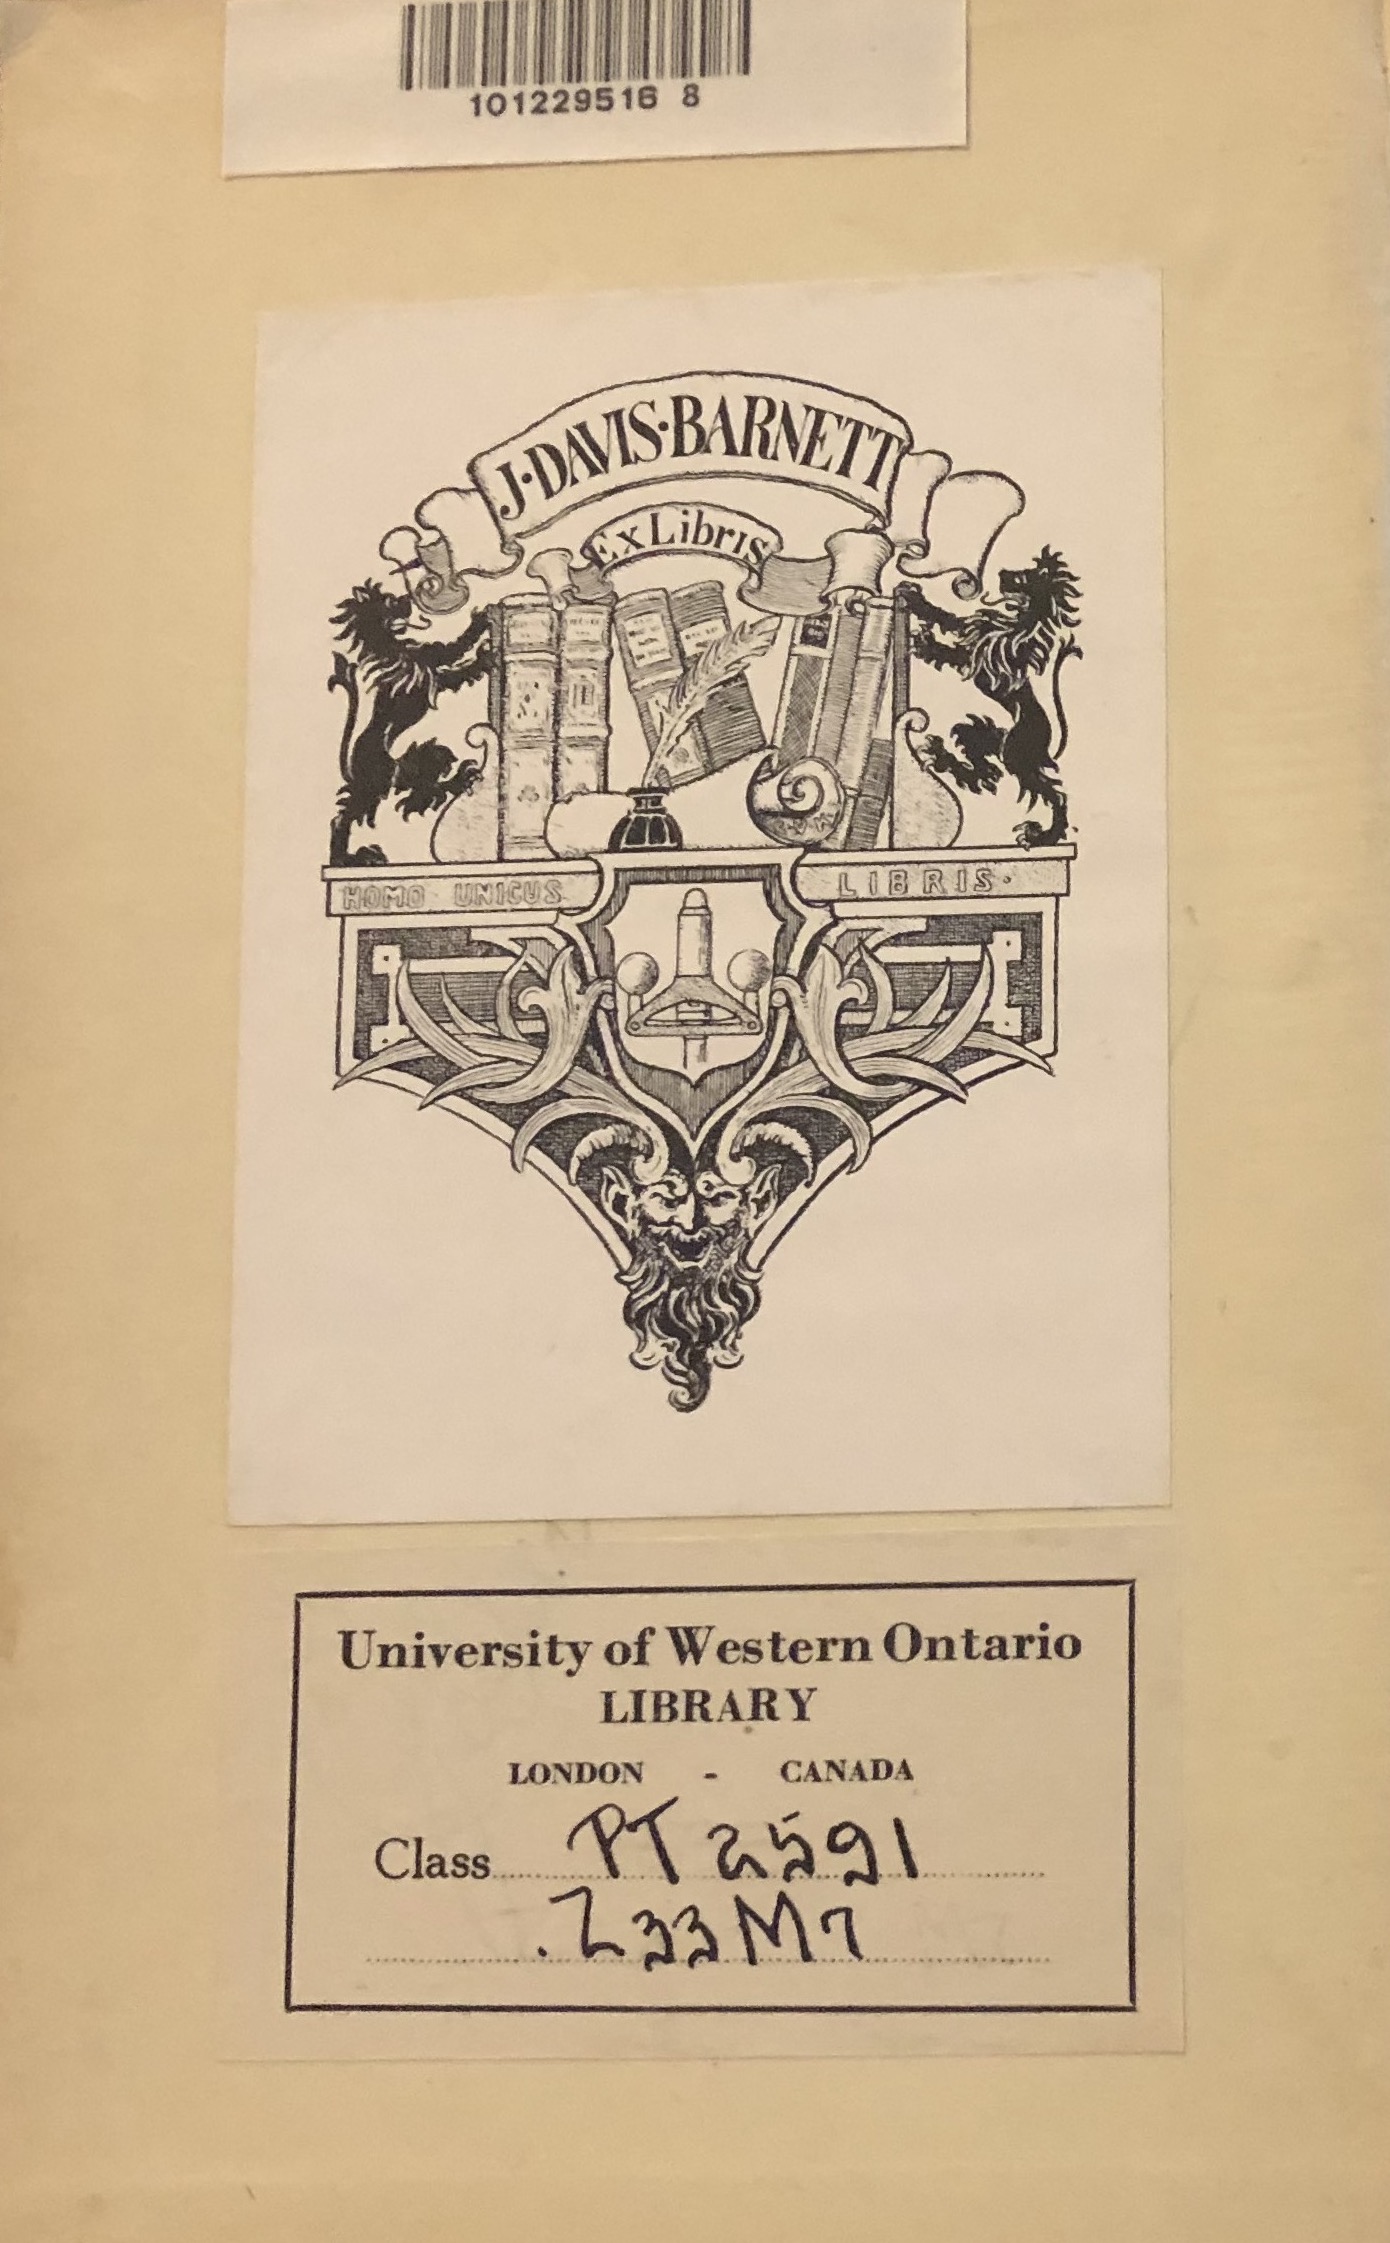 101229516 8
J·DAVIS·BARNETT
Ex Libris
HOMO UNICUS LIBRIS·
University of Western Ontario
LIBRARY
LONDON - CANADA
Class PT 2591
.Z33M7